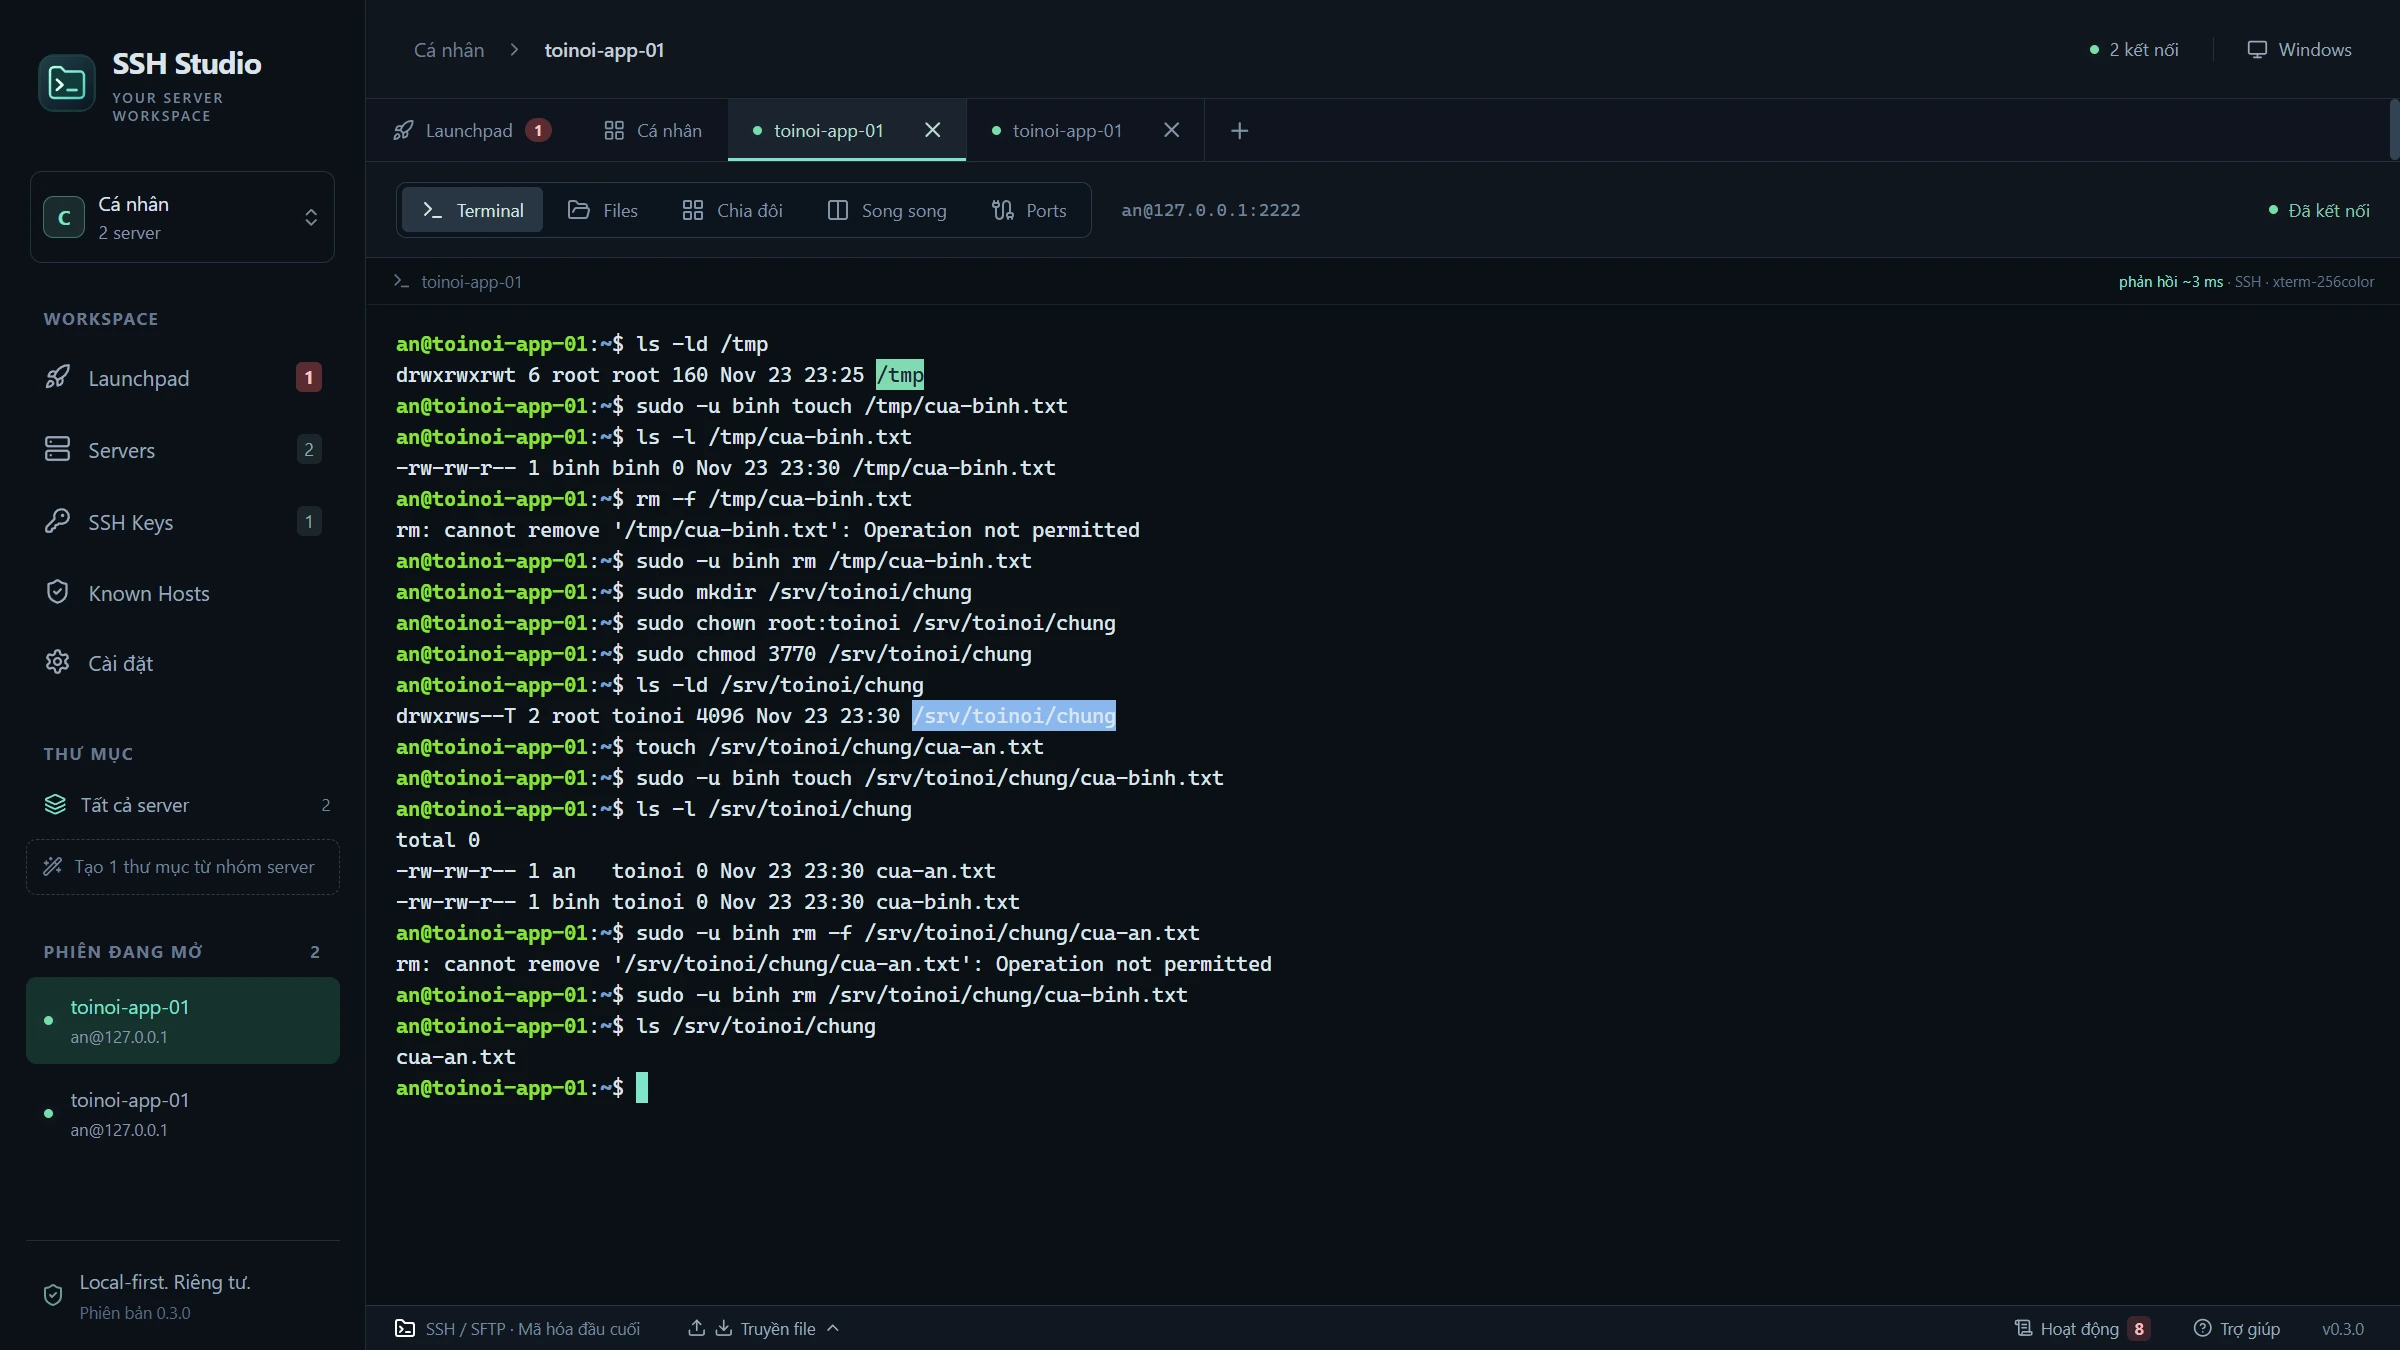 SSH Studio
YOUR SERVER
WORKSPACE
C
Cá nhân
2 server
WORKSPACE
Launchpad 1
Servers 2
SSH Keys 1
Known Hosts
Cài đặt
THƯ MỤC
Tất cả server 2
Tạo 1 thư mục từ nhóm server
PHIÊN ĐANG MỞ 2
toinoi-app-01
an@127.0.0.1
toinoi-app-01
an@127.0.0.1
Local-first. Riêng tư.
Phiên bản 0.3.0
Cá nhân > toinoi-app-01
2 kết nối
Windows
Launchpad 1
Cá nhân
toinoi-app-01
toinoi-app-01
Terminal
Files
Chia đôi
Song song
Ports
an@127.0.0.1:2222
Đã kết nối
toinoi-app-01
phản hồi ~3 ms · SSH · xterm-256color
an@toinoi-app-01:~$ ls -ld /tmp
drwxrwxrwt 6 root root 160 Nov 23 23:25 /tmp
an@toinoi-app-01:~$ sudo -u binh touch /tmp/cua-binh.txt
an@toinoi-app-01:~$ ls -l /tmp/cua-binh.txt
-rw-rw-r-- 1 binh binh 0 Nov 23 23:30 /tmp/cua-binh.txt
an@toinoi-app-01:~$ rm -f /tmp/cua-binh.txt
rm: cannot remove '/tmp/cua-binh.txt': Operation not permitted
an@toinoi-app-01:~$ sudo -u binh rm /tmp/cua-binh.txt
an@toinoi-app-01:~$ sudo mkdir /srv/toinoi/chung
an@toinoi-app-01:~$ sudo chown root:toinoi /srv/toinoi/chung
an@toinoi-app-01:~$ sudo chmod 3770 /srv/toinoi/chung
an@toinoi-app-01:~$ ls -ld /srv/toinoi/chung
drwxrws--T 2 root toinoi 4096 Nov 23 23:30 /srv/toinoi/chung
an@toinoi-app-01:~$ touch /srv/toinoi/chung/cua-an.txt
an@toinoi-app-01:~$ sudo -u binh touch /srv/toinoi/chung/cua-binh.txt
an@toinoi-app-01:~$ ls -l /srv/toinoi/chung
total 0
-rw-rw-r-- 1 an   toinoi 0 Nov 23 23:30 cua-an.txt
-rw-rw-r-- 1 binh toinoi 0 Nov 23 23:30 cua-binh.txt
an@toinoi-app-01:~$ sudo -u binh rm -f /srv/toinoi/chung/cua-an.txt
rm: cannot remove '/srv/toinoi/chung/cua-an.txt': Operation not permitted
an@toinoi-app-01:~$ sudo -u binh rm /srv/toinoi/chung/cua-binh.txt
an@toinoi-app-01:~$ ls /srv/toinoi/chung
cua-an.txt
an@toinoi-app-01:~$
SSH / SFTP · Mã hóa đầu cuối
Truyền file
Hoạt động 8
Trợ giúp
v0.3.0